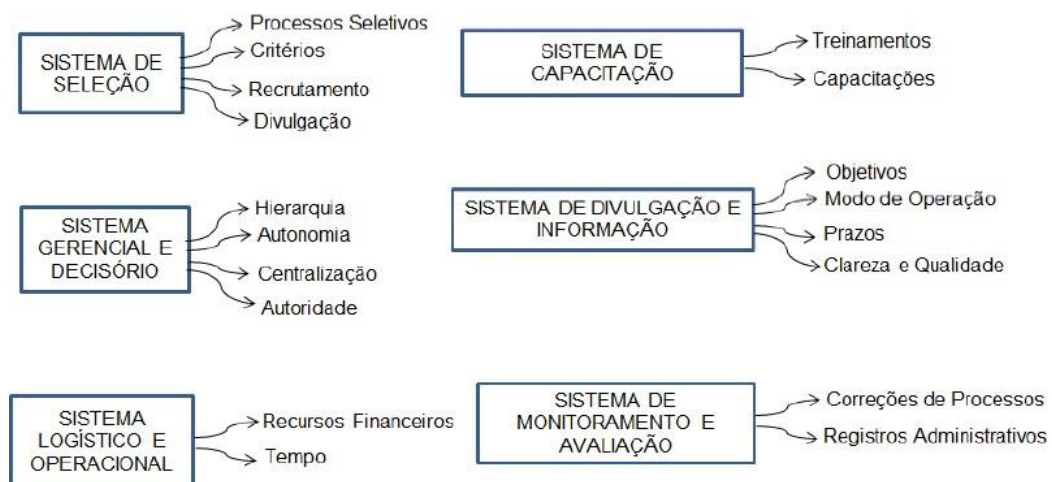 SISTEMA DE
SELEÇÃO
Processos Seletivos
Critérios
Recrutamento
Divulgação
SISTEMA DE
CAPACITAÇÃO
Treinamentos
Capacitações
SISTEMA
GERENCIAL E
DECISÓRIO
Hierarquia
Autonomia
Centralização
Autoridade
SISTEMA DE DIVULGAÇÃO E
INFORMAÇÃO
Objetivos
Modo de Operação
Prazos
Clareza e Qualidade
SISTEMA
LOGÍSTICO E
OPERACIONAL
Recursos Financeiros
Tempo
SISTEMA DE
MONITORAMENTO E
AVALIAÇÃO
Correções de Processos
Registros Administrativos